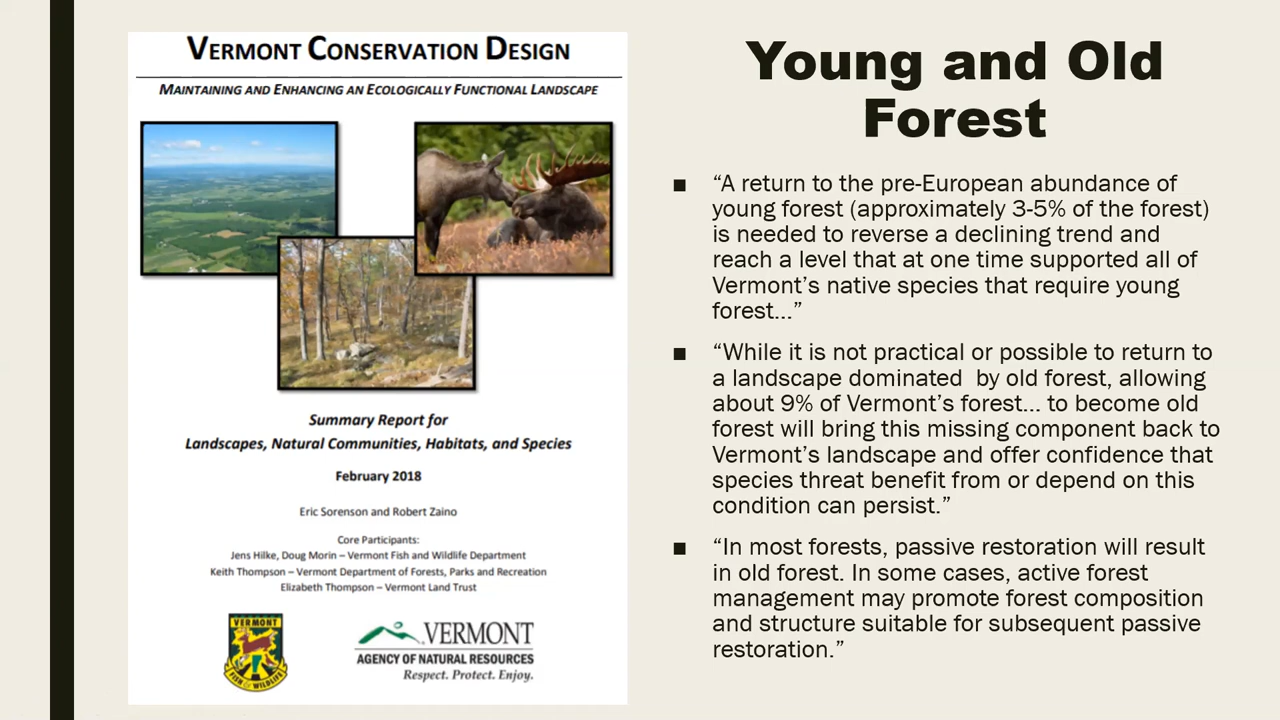 VERMONT CONSERVATION DESIGN
MAINTAINING AND ENHANCING AN ECOLOGICALLY FUNCTIONAL LANDSCAPE
Summary Report for
Landscapes, Natural Communities, Habitats, and Species
February 2018
Eric Sorenson and Robert Zaino
Core Participants:
Jens Hilke, Doug Morin – Vermont Fish and Wildlife Department
Keith Thompson – Vermont Department of Forests, Parks and Recreation
Elizabeth Thompson – Vermont Land Trust
VERMONT
FISH & WILDLIFE
VERMONT
AGENCY OF NATURAL RESOURCES
Respect. Protect. Enjoy.
Young and Old
Forest
■ “A return to the pre-European abundance of
young forest (approximately 3-5% of the forest)
is needed to reverse a declining trend and
reach a level that at one time supported all of
Vermont’s native species that require young
forest…”
■ “While it is not practical or possible to return to
a landscape dominated by old forest, allowing
about 9% of Vermont’s forest… to become old
forest will bring this missing component back to
Vermont’s landscape and offer confidence that
species threat benefit from or depend on this
condition can persist.”
■ “In most forests, passive restoration will result
in old forest. In some cases, active forest
management may promote forest composition
and structure suitable for subsequent passive
restoration.”